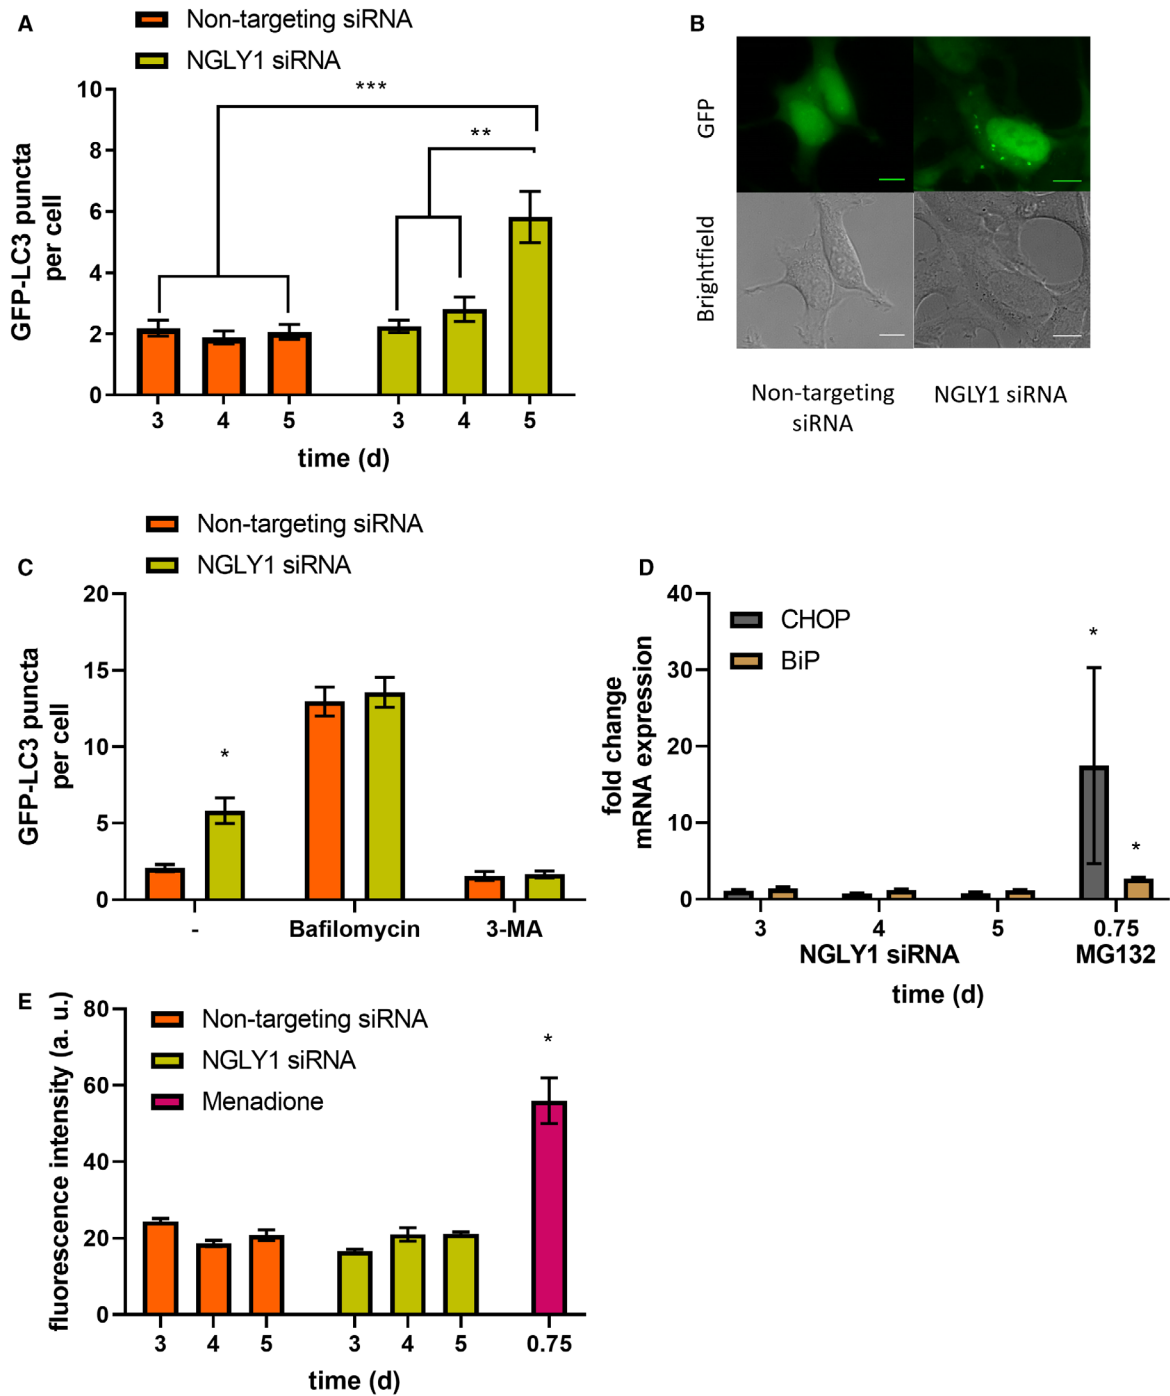 A
Non-targeting siRNA
NGLY1 siRNA
GFP-LC3 puncta
per cell
10
8
6
4
2
0
***
**
3
4
5
3
4
5
time (d)
B
GFP
Brightfield
Non-targeting
siRNA
NGLY1 siRNA
C
Non-targeting siRNA
NGLY1 siRNA
GFP-LC3 puncta
per cell
20
15
10
5
0
*
-
Bafilomycin
3-MA
D
CHOP
BiP
fold change
mRNA expression
40
30
20
10
0
*
*
3
4
5
0.75
NGLY1 siRNA
MG132
time (d)
E
Non-targeting siRNA
NGLY1 siRNA
Menadione
fluorescence intensity (a. u.)
80
60
40
20
0
*
3
4
5
3
4
5
0.75
time (d)